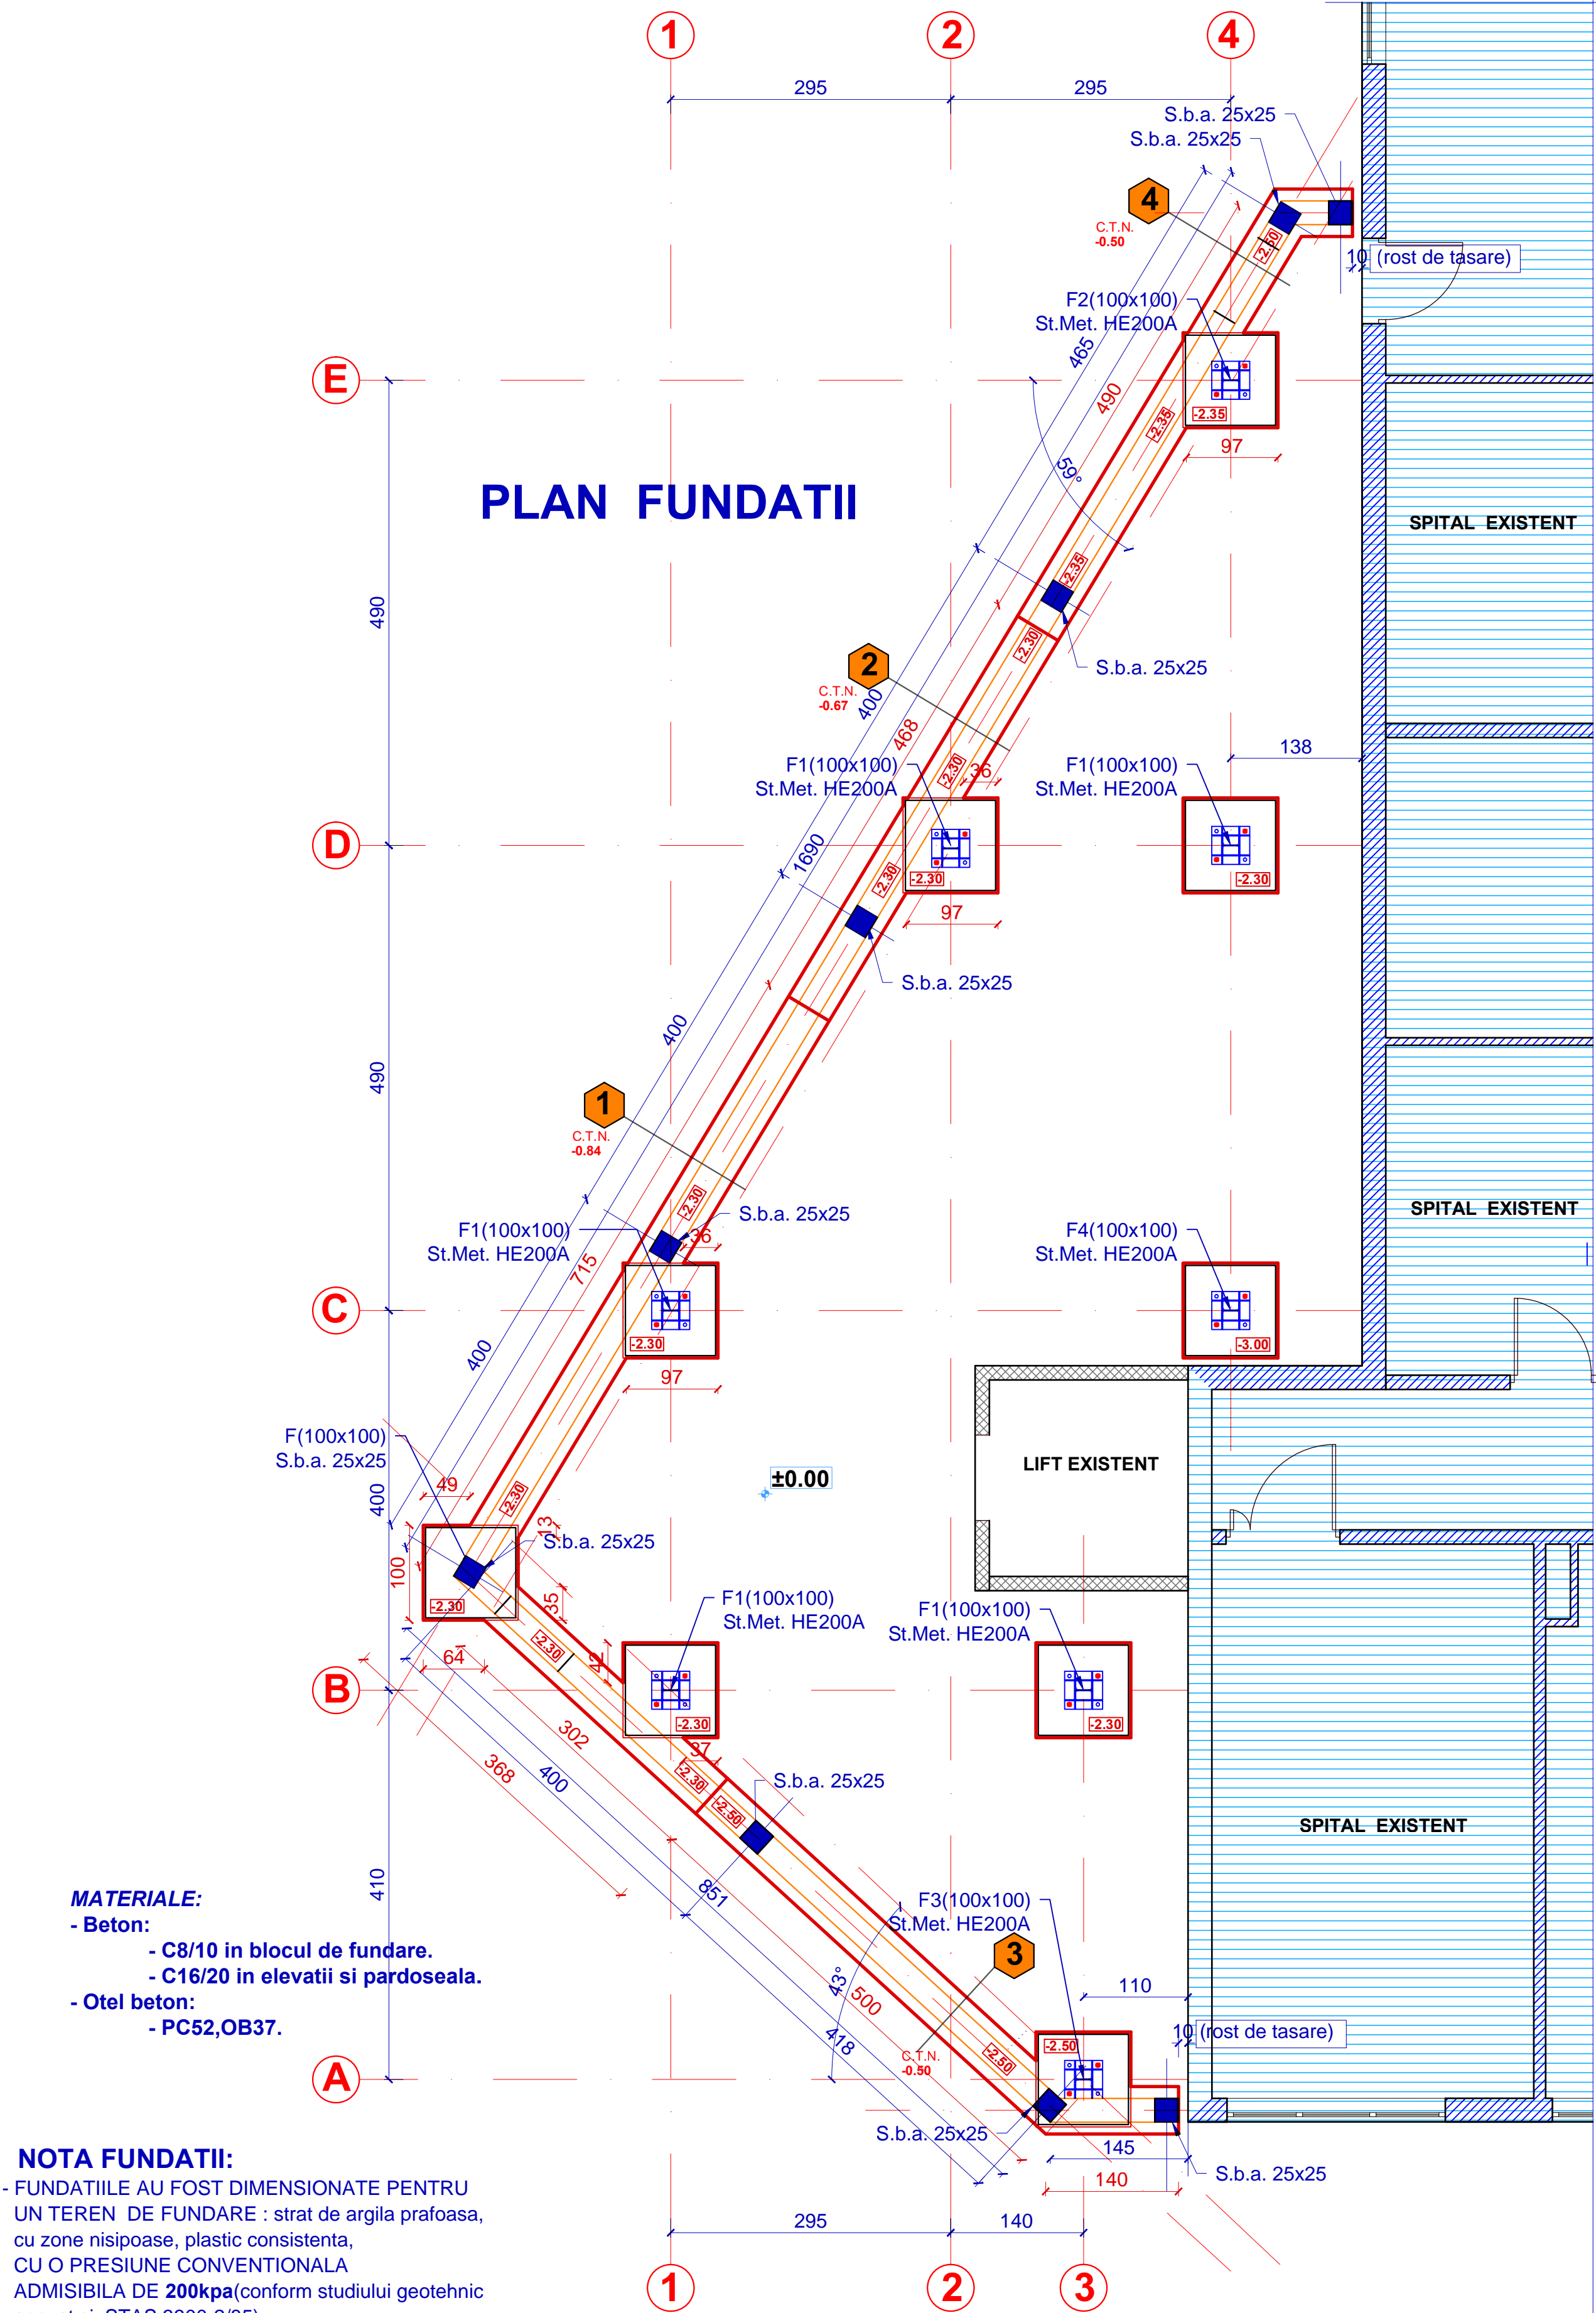 1
2
4
295
295
S.b.a. 25x25
S.b.a. 25x25
4
C.T.N.
-0.50
-2.50
10 (rost de tasare)
F2(100x100)
St.Met. HE200A
465
E
490
-2.35
-2.35
97
59°
PLAN FUNDATII
SPITAL EXISTENT
490
-2.35
-2.30
S.b.a. 25x25
2
C.T.N.
-0.67
400
468
138
F1(100x100)
St.Met. HE200A
-2.30
36
F1(100x100)
St.Met. HE200A
D
1690
-2.30
-2.30
-2.30
97
S.b.a. 25x25
400
490
1
C.T.N.
-0.84
-2.30
S.b.a. 25x25
SPITAL EXISTENT
F1(100x100)
St.Met. HE200A
36
F4(100x100)
St.Met. HE200A
715
C
-2.30
-3.00
400
97
F(100x100)
S.b.a. 25x25
LIFT EXISTENT
±0.00
49
400
-2.30
13
S.b.a. 25x25
100
-2.30
35
F1(100x100)
St.Met. HE200A
F1(100x100)
St.Met. HE200A
-2.30
42
64
B
-2.30
-2.30
302
368
400
97
-2.30
S.b.a. 25x25
-2.50
SPITAL EXISTENT
410
851
MATERIALE:
- Beton:
- C8/10 in blocul de fundare.
- C16/20 in elevatii si pardoseala.
- Otel beton:
- PC52,OB37.
F3(100x100)
St.Met. HE200A
3
43°
500
110
418
10 (rost de tasare)
C.T.N.
-0.50
-2.50
-2.50
A
S.b.a. 25x25
145
140
S.b.a. 25x25
NOTA FUNDATII:
- FUNDATIILE AU FOST DIMENSIONATE PENTRU
UN TEREN DE FUNDARE : strat de argila prafoasa,
cu zone nisipoase, plastic consistenta,
CU O PRESIUNE CONVENTIONALA
ADMISIBILA DE 200kpa(conform studiului geotehnic
295
140
1
2
3